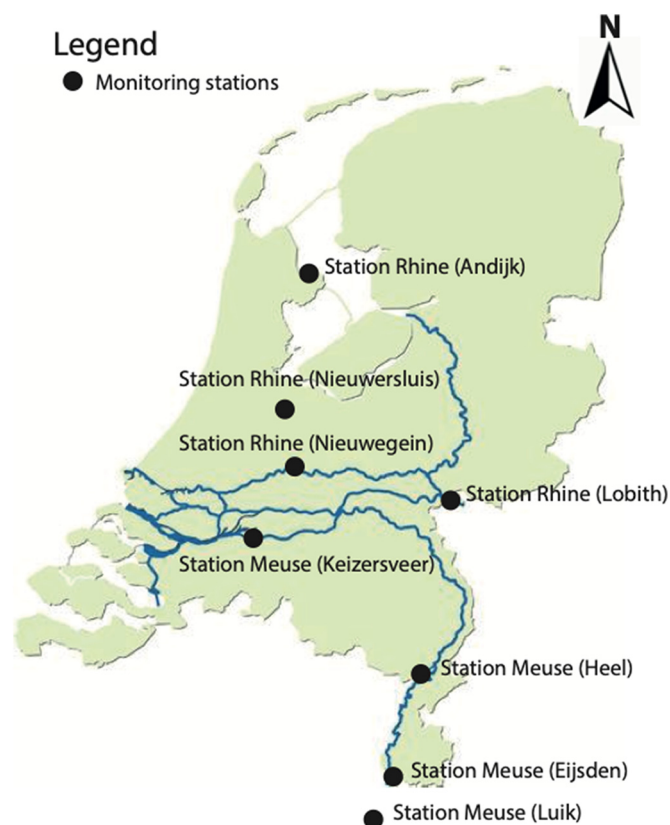 Legend
Monitoring stations
N
Station Rhine (Andijk)
Station Rhine (Nieuwersluis)
Station Rhine (Nieuwegein)
Station Rhine (Lobith)
Station Meuse (Keizersveer)
Station Meuse (Heel)
Station Meuse (Eijsden)
Station Meuse (Luik)